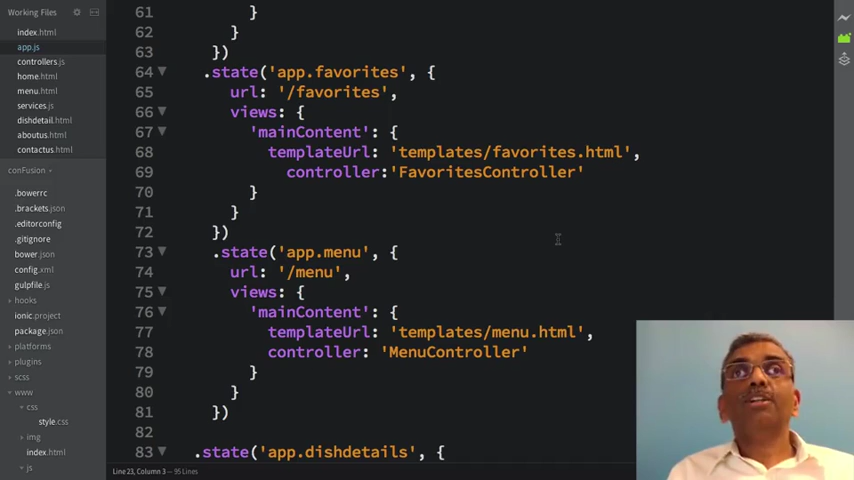 Working Files
index.html
app.js
controllers.js
home.html
menu.html
services.js
dishdetail.html
aboutus.html
contactus.html
conFusion
.bowerrc
.brackets.json
.editorconfig
.gitignore
bower.json
config.xml
gulpfile.js
hooks
ionic.project
package.json
platforms
plugins
scss
www
css
style.css
img
index.html
js
61 }
62 }
63 })
64 .state('app.favorites', {
65 url: '/favorites',
66 views: {
67 'mainContent': {
68 templateUrl: 'templates/favorites.html',
69 controller:'FavoritesController'
70 }
71 }
72 })
73 .state('app.menu', {
74 url: '/menu',
75 views: {
76 'mainContent': {
77 templateUrl: 'templates/menu.html',
78 controller: 'MenuController'
79 }
80 }
81 })
82
83 .state('app.dishdetails', {
Line 23, Column 3 — 35 Lines